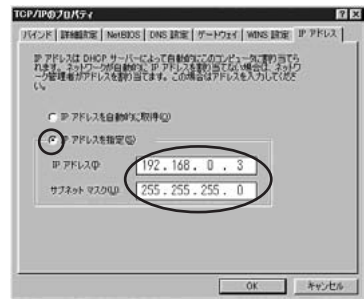 TCP/IPのプロパティ
バインド 詳細設定 NetBIOS DNS 設定 ゲートウェイ WINS 設定 IP アドレス
IP アドレスは DHCP サーバーによって自動的にこのコンピュータに割り当てら
れます。ネットワークが自動的に IP アドレスを割り当てない場合は、ネットワ
ーク管理者がアドレスを割り当てます。この場合はアドレスを入力してくださ
い。
IP アドレスを自動的に取得(O)
IP アドレスを指定(S)
IP アドレス(I): 192.168.0.3
サブネット マスク(U): 255.255.255.0
OK キャンセル